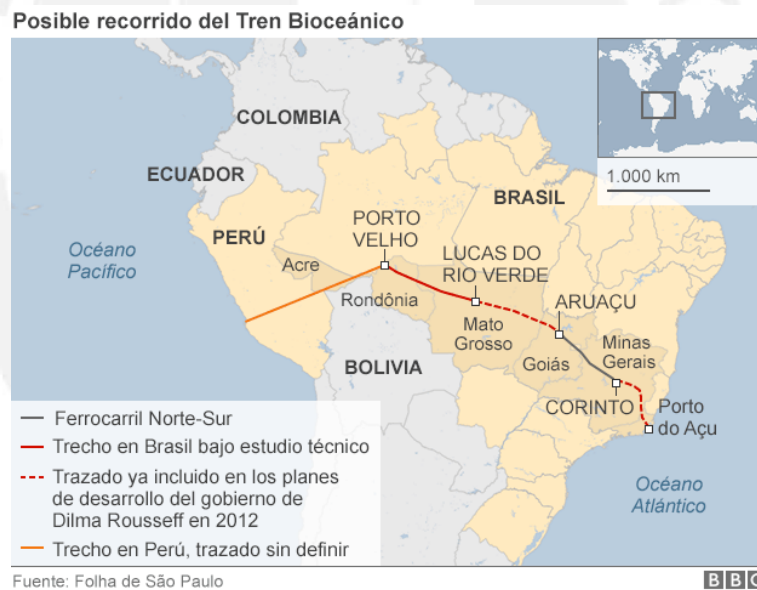 Posible recorrido del Tren Bioceánico
COLOMBIA
ECUADOR
PERÚ
BRASIL
1.000 km
Océano
Pacífico
PORTO
VELHO
Acre
LUCAS DO
RIO VERDE
Rondônia
ARUAÇU
Mato
Grosso
Minas
Gerais
Goiás
BOLIVIA
CORINTO
Porto
do Açu
Océano
Atlántico
Ferrocarril Norte-Sur
Trecho en Brasil bajo estudio técnico
Trazado ya incluido en los planes
de desarrollo del gobierno de
Dilma Rousseff en 2012
Trecho en Perú, trazado sin definir
Fuente: Folha de São Paulo
BBC